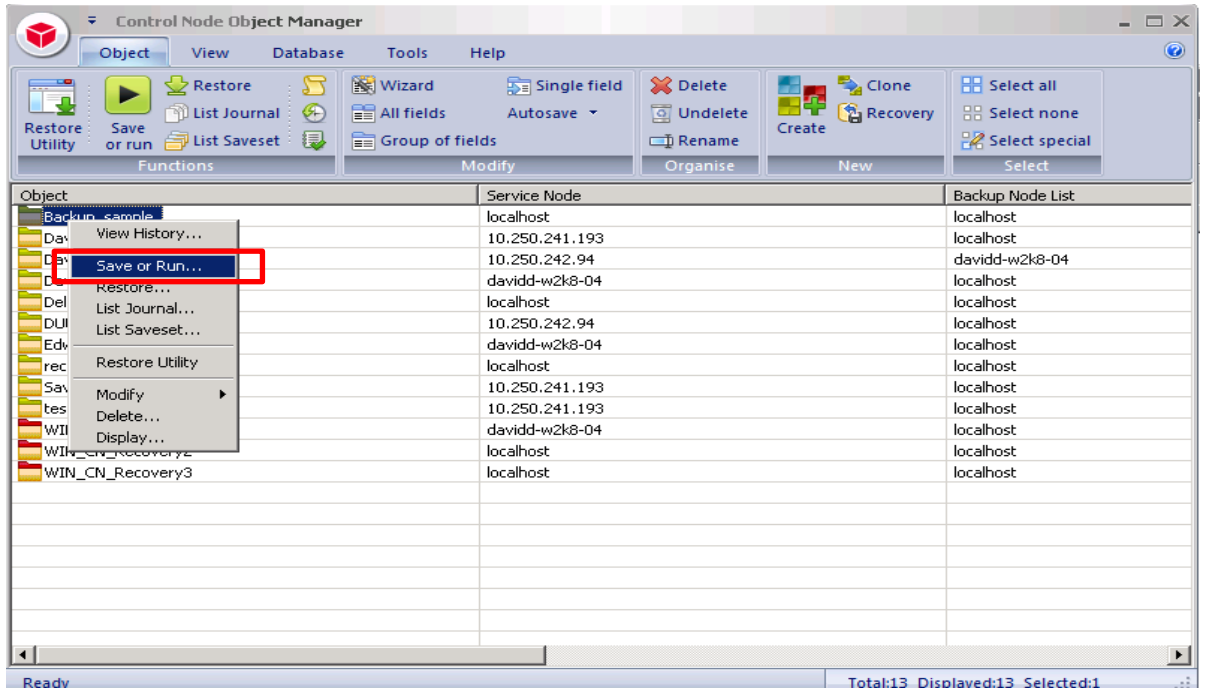 Control Node Object Manager
Object View Database Tools Help
Restore Utility
Save or run
Restore
List Journal
List Saveset
Functions
Wizard
All fields
Group of fields
Single field
Autosave
Modify
Delete
Undelete
Rename
Organise
Create
Clone
Recovery
New
Select all
Select none
Select special
Select
Object Service Node Backup Node List
Backup_sample localhost localhost
10.250.241.193 localhost
10.250.242.94 davidd-w2k8-04
davidd-w2k8-04 localhost
Del localhost localhost
10.250.242.94 localhost
davidd-w2k8-04 localhost
rec localhost localhost
Sav 10.250.241.193 localhost
tes 10.250.241.193 localhost
davidd-w2k8-04 localhost
WIN_CN_Recovery2 localhost localhost
WIN_CN_Recovery3 localhost localhost
View History...
Save or Run...
Restore...
List Journal...
List Saveset...
Restore Utility
Modify
Delete...
Display...
Ready
Total:13 Displayed:13 Selected:1